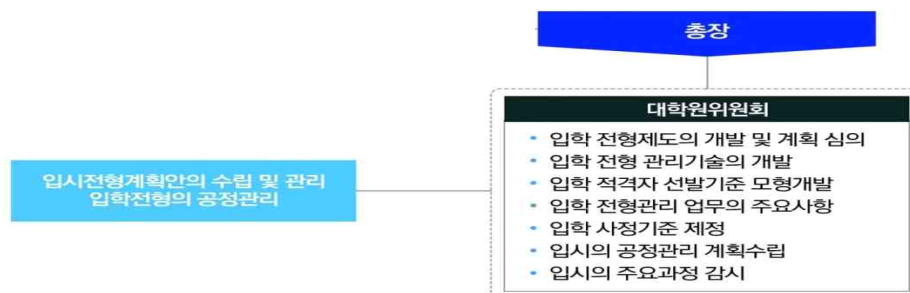 총장
대학원위원회
• 입학 전형제도의 개발 및 계획 심의
• 입학 전형 관리기술의 개발
• 입학 적격자 선발기준 모형개발
• 입학 전형관리 업무의 주요사항
• 입학 사정기준 제정
• 입시의 공정관리 계획수립
• 입시의 주요과정 감시
입시전형계획안의 수립 및 관리
입학전형의 공정관리